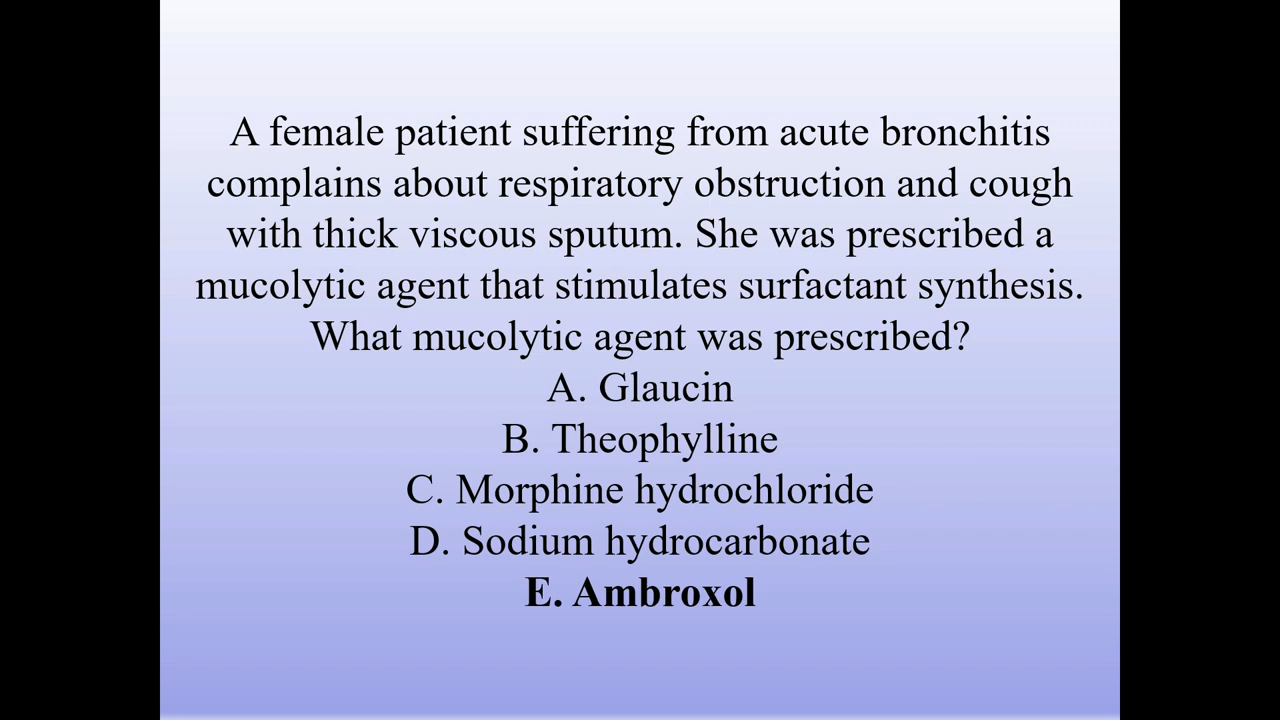 A female patient suffering from acute bronchitis
complains about respiratory obstruction and cough
with thick viscous sputum. She was prescribed a
mucolytic agent that stimulates surfactant synthesis.
What mucolytic agent was prescribed?
A. Glaucin
B. Theophylline
C. Morphine hydrochloride
D. Sodium hydrocarbonate
E. Ambroxol